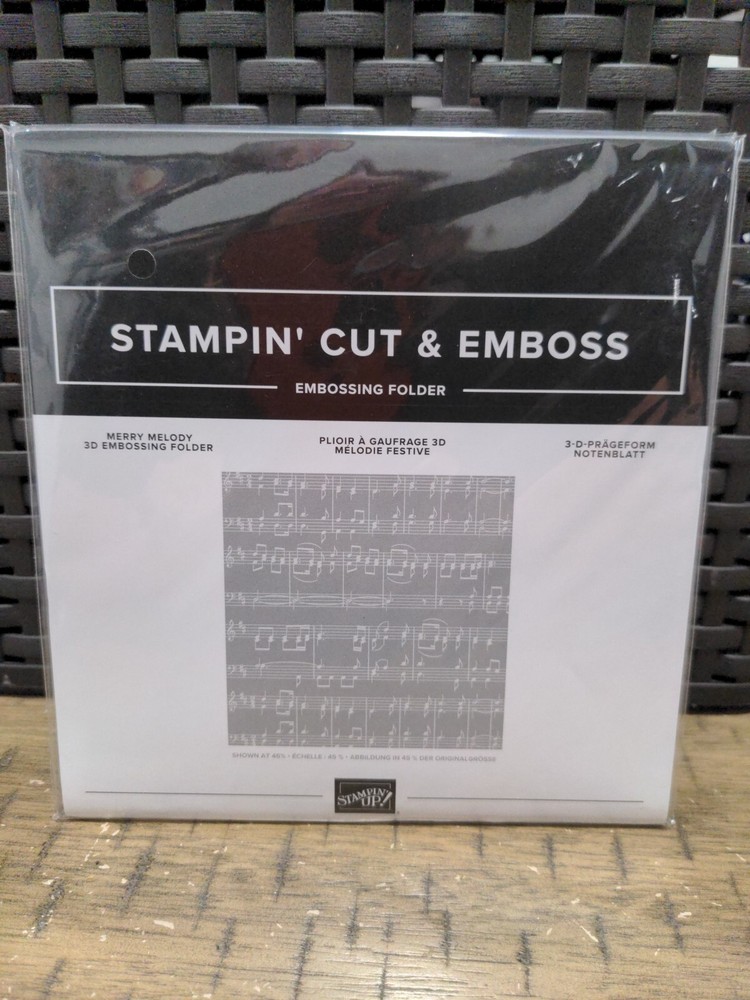 STAMPIN' CUT & EMBOSS
EMBOSSING FOLDER
MERRY MELODY
3D EMBOSSING FOLDER
PLIOIR À GAUFRAGE 3D
MÉLODIE FESTIVE
3-D-PRÄGEFORM
NOTENBLATT
SHOWN AT 45% • ÉCHELLE : 45 % • ABBILDUNG IN 45 % DER ORIGINALGRÖSSE
STAMPIN' UP!